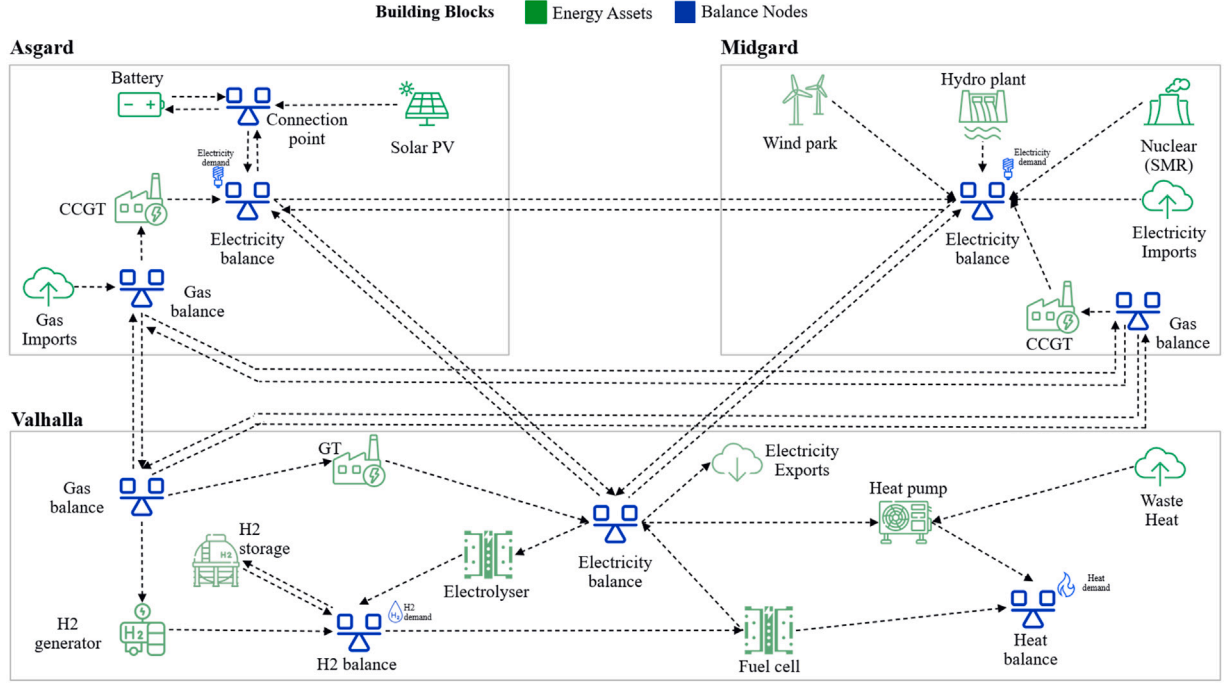 Building Blocks Energy Assets Balance Nodes
Asgard
Midgard
Battery
Connection
point
Solar PV
Electricity
demand
CCGT
Electricity
balance
Gas
Imports
Gas
balance
Hydro plant
Wind park
Nuclear
(SMR)
Electricity
demand
Electricity
balance
Electricity
Imports
CCGT
Gas
balance
Valhalla
GT
Electricity
Exports
Gas
balance
Heat pump
Waste
Heat
H2
storage
H2
Electrolyser
Electricity
balance
Heat
demand
H2
generator
H2
H2
H2
demand
H2 balance
Fuel cell
Heat
balance